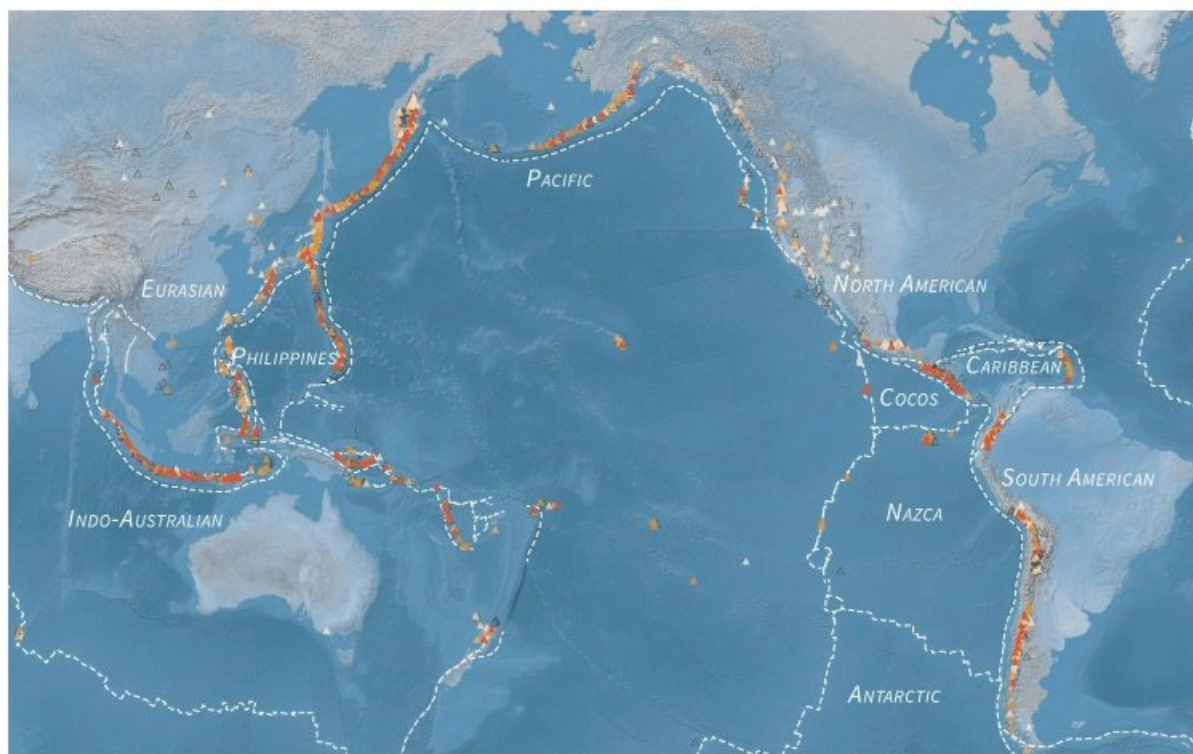 PACIFIC
EURASIAN
NORTH AMERICAN
PHILIPPINES
CARIBBEAN
COCOS
SOUTH AMERICAN
INDO-AUSTRALIAN
NAZCA
ANTARCTIC